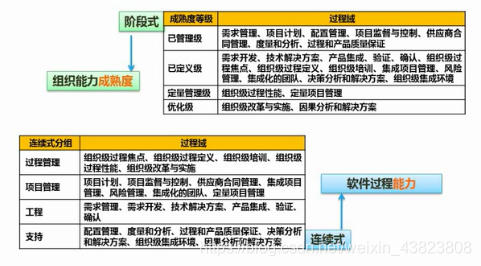 阶段式
组织能力成熟度
成熟度等级 过程域
已管理级 需求管理、项目计划、配置管理、项目监督与控制、供应商合
同管理、度量和分析、过程和产品质量保证
已定义级 需求开发、技术解决方案、产品集成、验证、确认、组织级过
程焦点、组织级过程定义、组织级培训、集成项目管理、风险
管理、集成化的团队、决策分析和解决方案、组织级集成环境
定量管理级 组织级过程性能、定量项目管理
优化级 组织级改革与实施、因果分析和解决方案
连续式分组 过程域
过程管理 组织级过程焦点、组织级过程定义、组织级培训、组织级
过程性能、组织级改革与实施
项目管理 项目计划、项目监督与控制、供应商合同管理、集成项目
管理、风险管理、集成化的团队、定量项目管理
工程 需求管理、需求开发、技术解决方案、产品集成、验证、
确认
支持 配置管理、度量和分析、过程和产品质量保证、决策分析
和解决方案、组织级集成环境、因果分析和解决方案
软件过程能力
连续式
https://blog.csdn.net/weixin_43823808